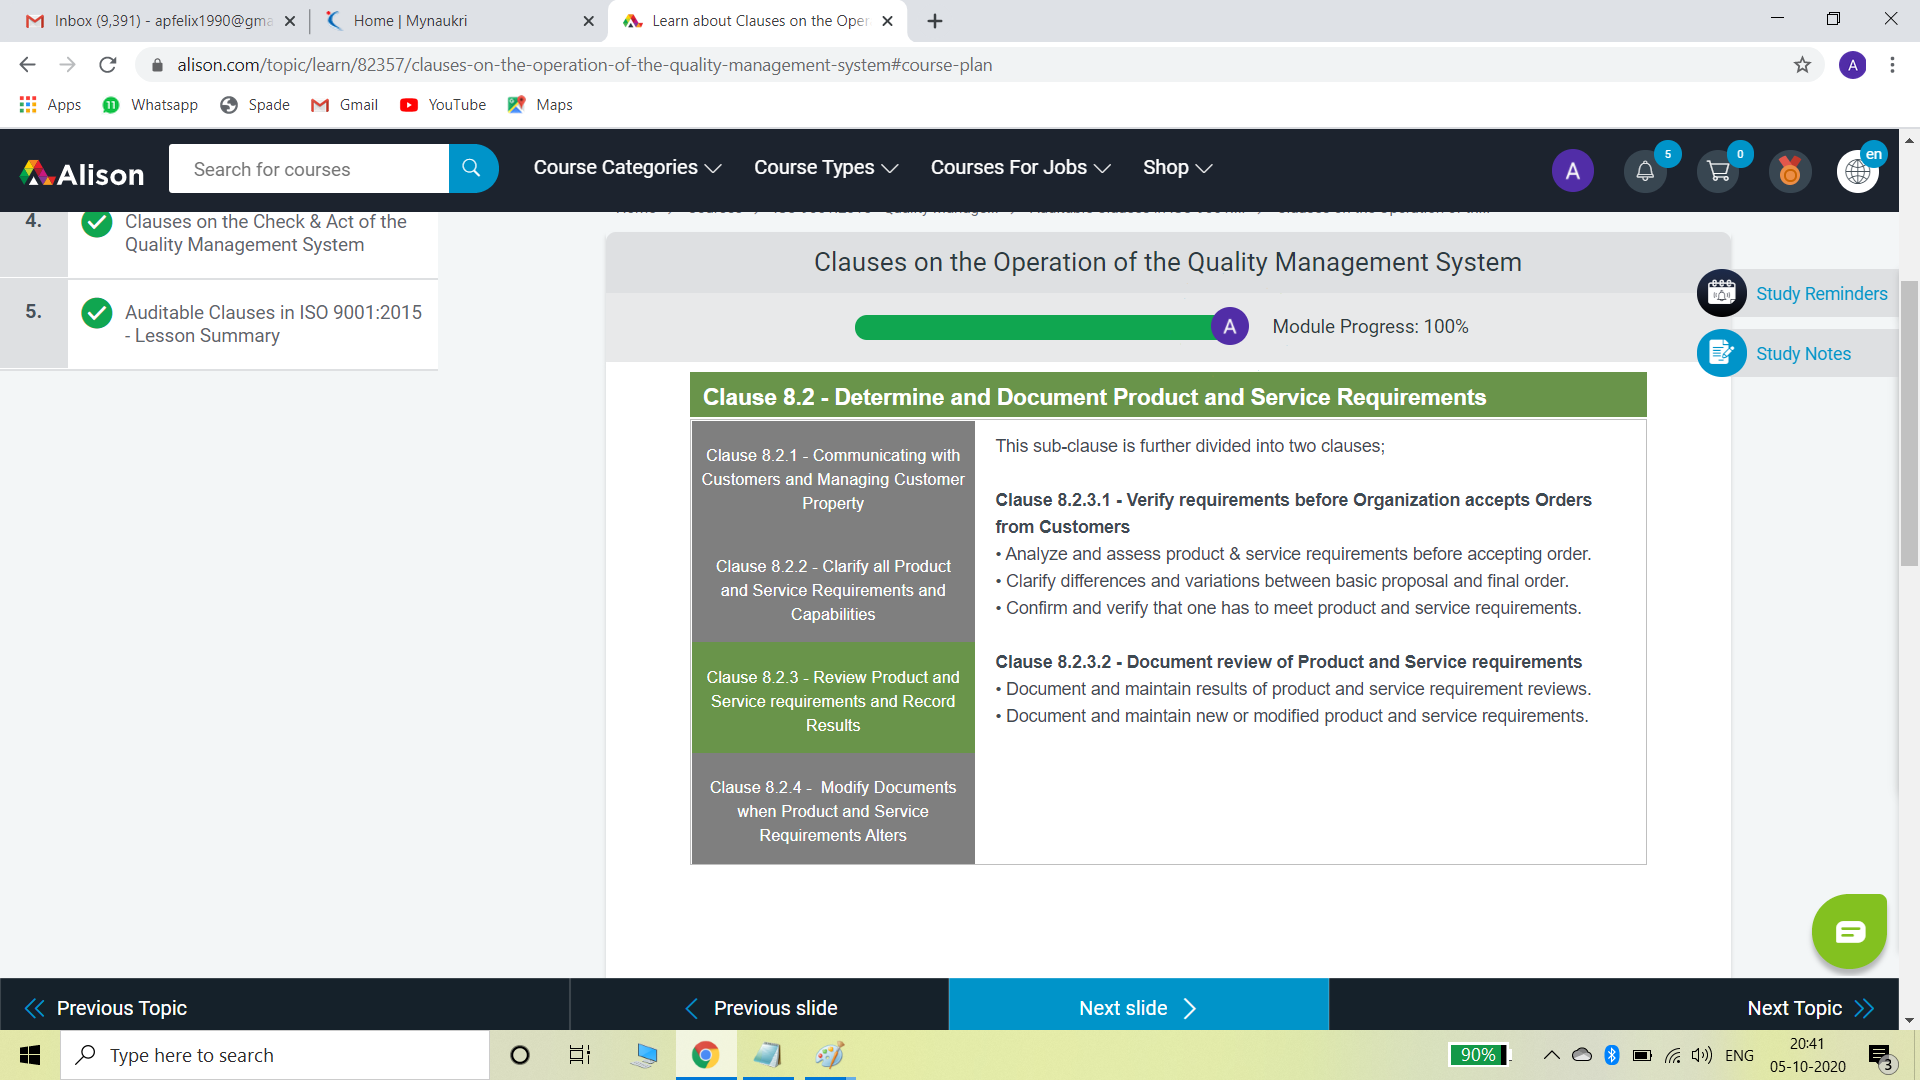 Inbox (9,391) - apfelix1990@gma
Home | Mynaukri
Learn about Clauses on the Oper
alison.com/topic/learn/82357/clauses-on-the-operation-of-the-quality-management-system#course-plan
A
Apps
11
Whatsapp
Spade
Gmail
YouTube
Maps
Alison
Search for courses
Course Categories
Course Types
Courses For Jobs
Shop
A
5
0
en
4.
Clauses on the Check & Act of the
Quality Management System
5.
Auditable Clauses in ISO 9001:2015
- Lesson Summary
Clauses on the Operation of the Quality Management System
A
Module Progress: 100%
Study Reminders
Study Notes
Clause 8.2 - Determine and Document Product and Service Requirements
Clause 8.2.1 - Communicating with
Customers and Managing Customer
Property
Clause 8.2.2 - Clarify all Product
and Service Requirements and
Capabilities
Clause 8.2.3 - Review Product and
Service requirements and Record
Results
Clause 8.2.4 - Modify Documents
when Product and Service
Requirements Alters
This sub-clause is further divided into two clauses;
Clause 8.2.3.1 - Verify requirements before Organization accepts Orders
from Customers
• Analyze and assess product & service requirements before accepting order.
• Clarify differences and variations between basic proposal and final order.
• Confirm and verify that one has to meet product and service requirements.
Clause 8.2.3.2 - Document review of Product and Service requirements
• Document and maintain results of product and service requirement reviews.
• Document and maintain new or modified product and service requirements.
Previous Topic
Previous slide
Next slide
Next Topic
Type here to search
90%
ENG
20:41
05-10-2020
3